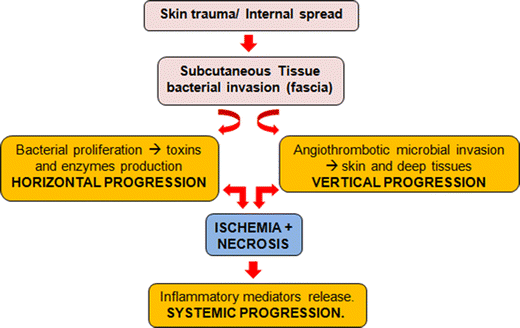 Skin trauma/ Internal spread
Subcutaneous Tissue
bacterial invasion (fascia)
Bacterial proliferation → toxins
and enzymes production
HORIZONTAL PROGRESSION
Angiothrombotic microbial invasion
→ skin and deep tissues
VERTICAL PROGRESSION
ISCHEMIA +
NECROSIS
Inflammatory mediators release.
SYSTEMIC PROGRESSION.